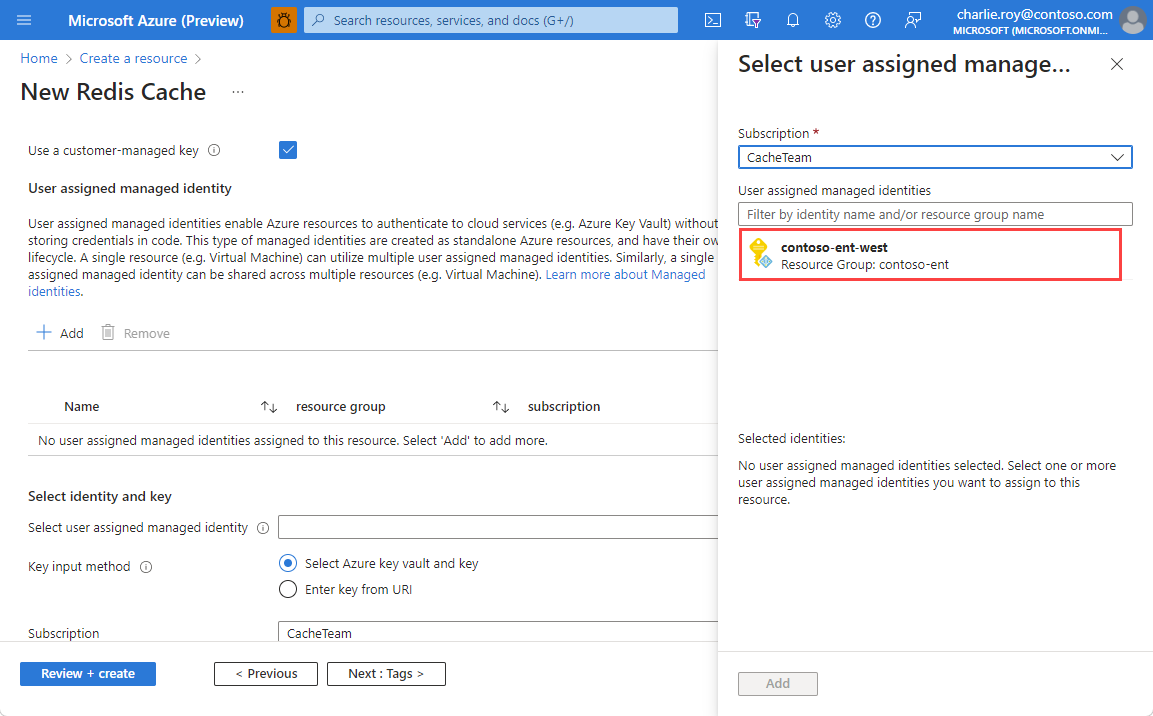 Microsoft Azure (Preview)
Search resources, services, and docs (G+/)
charlie.roy@contoso.com
MICROSOFT (MICROSOFT.ONMI...
Home > Create a resource >
New Redis Cache ...
Use a customer-managed key
User assigned managed identity
User assigned managed identities enable Azure resources to authenticate to cloud services (e.g. Azure Key Vault) without
storing credentials in code. This type of managed identities are created as standalone Azure resources, and have their ow
lifecycle. A single resource (e.g. Virtual Machine) can utilize multiple user assigned managed identities. Similarly, a single
assigned managed identity can be shared across multiple resources (e.g. Virtual Machine). Learn more about Managed
identities.
Add Remove
Name resource group subscription
No user assigned managed identities assigned to this resource. Select 'Add' to add more.
Select identity and key
Select user assigned managed identity
Key input method
Select Azure key vault and key
Enter key from URI
Subscription
CacheTeam
Review + create
< Previous
Next : Tags >
Select user assigned manage...
Subscription *
CacheTeam
User assigned managed identities
Filter by identity name and/or resource group name
contoso-ent-west
Resource Group: contoso-ent
Selected identities:
No user assigned managed identities selected. Select one or more
user assigned managed identities you want to assign to this
resource.
Add